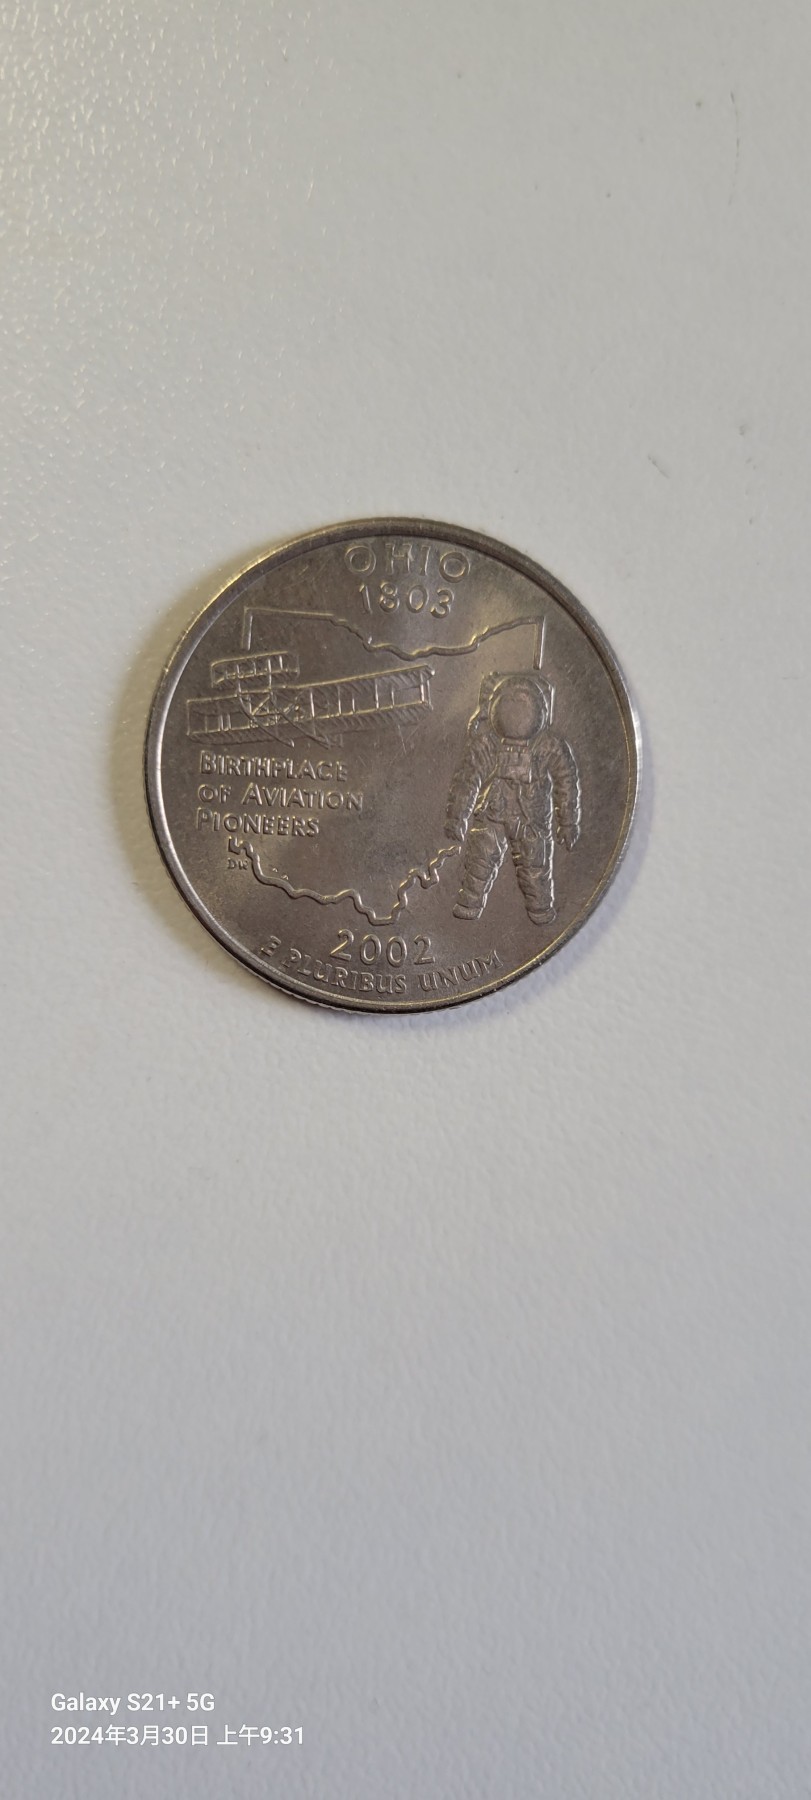 OHIO
1803
BIRTHPLACE
OF AVIATION
PIONEERS
DW
2002
E PLURIBUS UNUM
Galaxy S21+ 5G
2024年3月30日 上午9:31